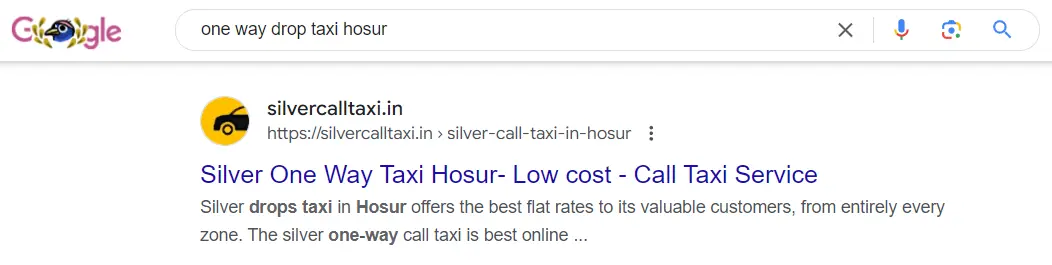 Google
one way drop taxi hosur
silvercalltaxi.in
https://silvercalltaxi.in › silver-call-taxi-in-hosur
Silver One Way Taxi Hosur- Low cost - Call Taxi Service
Silver drops taxi in Hosur offers the best flat rates to its valuable customers, from entirely every
zone. The silver one-way call taxi is best online ...